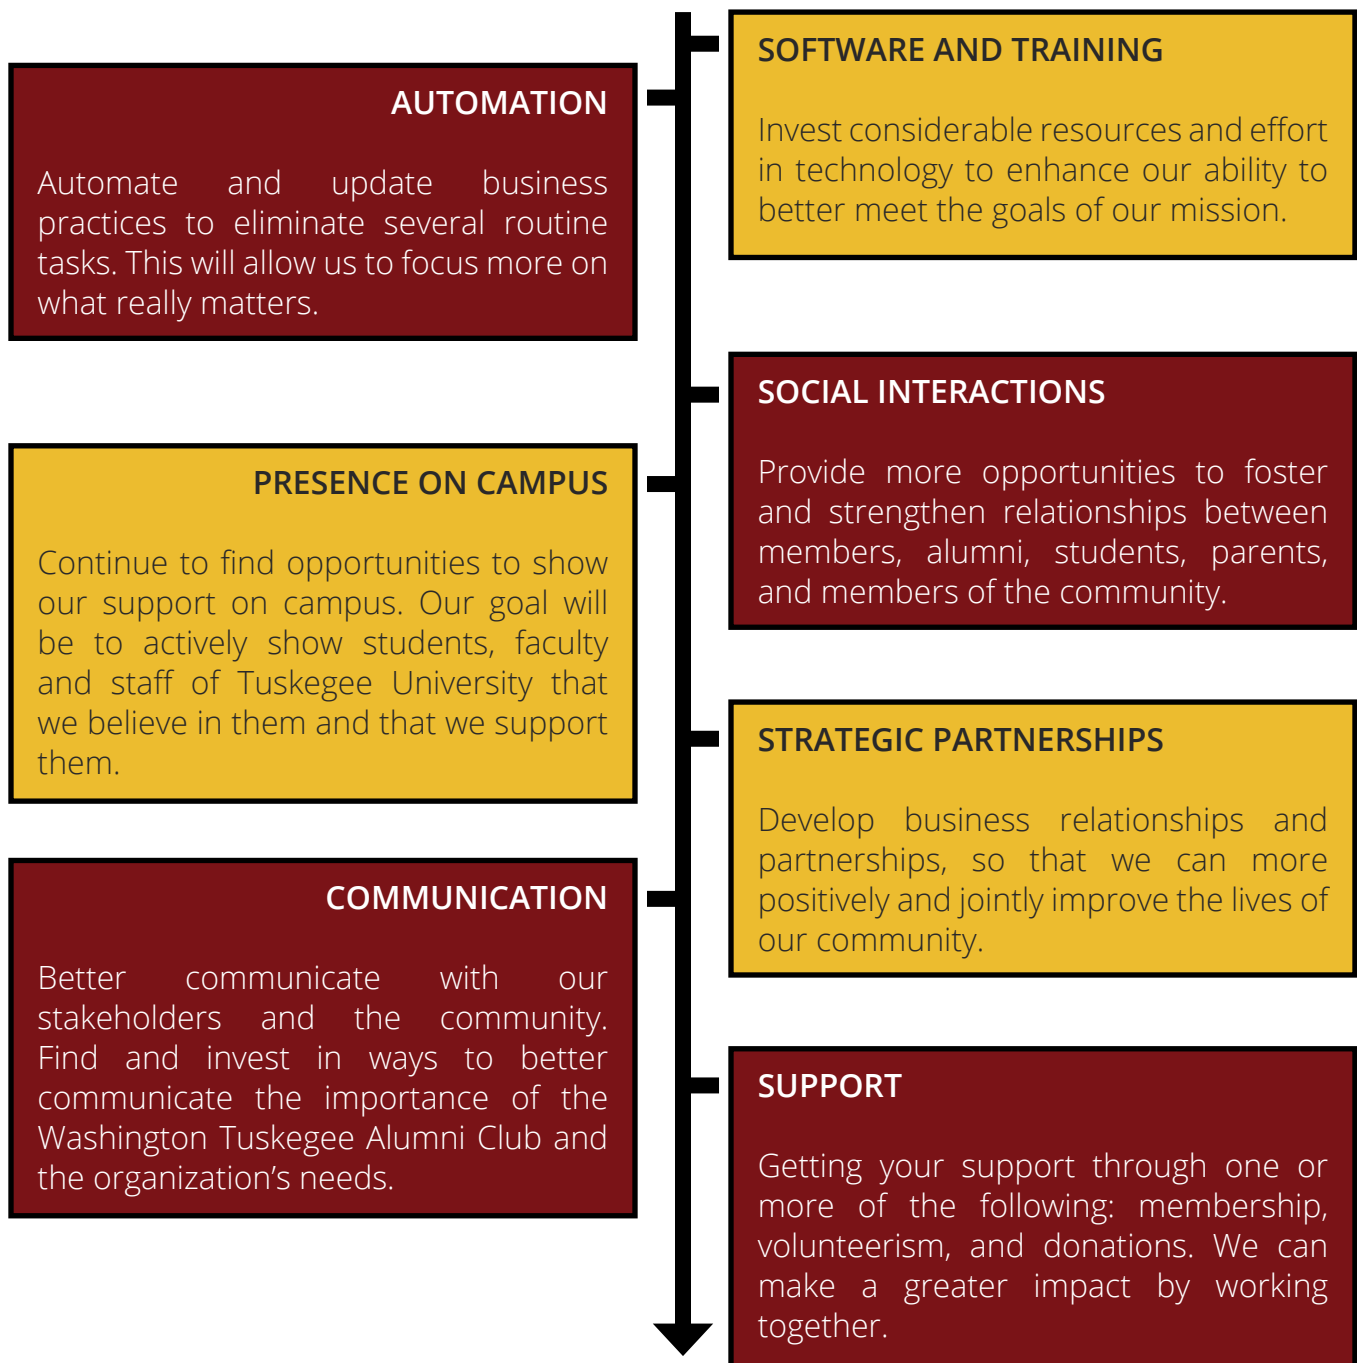 SOFTWARE AND TRAINING
Invest considerable resources and effort
in technology to enhance our ability to
better meet the goals of our mission.
AUTOMATION
Automate and update business
practices to eliminate several routine
tasks. This will allow us to focus more on
what really matters.
SOCIAL INTERACTIONS
Provide more opportunities to foster
and strengthen relationships between
members, alumni, students, parents,
and members of the community.
PRESENCE ON CAMPUS
Continue to find opportunities to show
our support on campus. Our goal will
be to actively show students, faculty
and staff of Tuskegee University that
we believe in them and that we support
them.
STRATEGIC PARTNERSHIPS
Develop business relationships and
partnerships, so that we can more
positively and jointly improve the lives of
our community.
COMMUNICATION
Better communicate with our
stakeholders and the community.
Find and invest in ways to better
communicate the importance of the
Washington Tuskegee Alumni Club and
the organization’s needs.
SUPPORT
Getting your support through one or
more of the following: membership,
volunteerism, and donations. We can
make a greater impact by working
together.